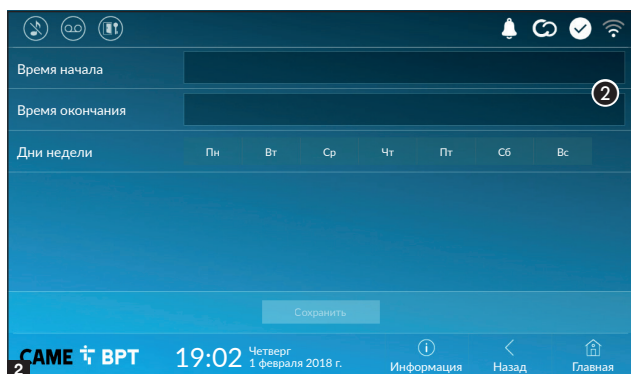 Время начала
2
Время окончания
Дни недели
Пн Вт Ср Чт Пт Сб Вс
Сохранить
CAME BPT 19:02 Четверг
1 февраля 2018 г.
Информация Назад Главная
2